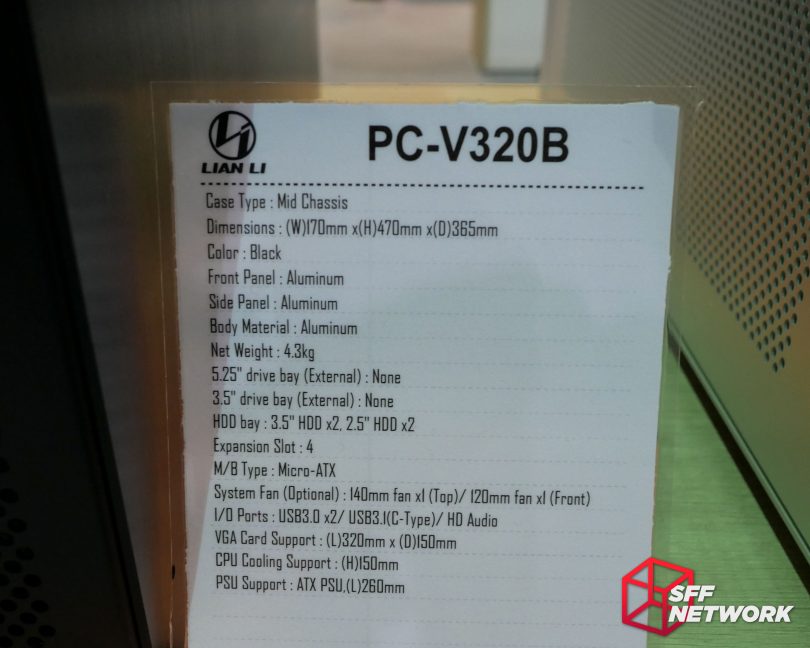 LIAN LI
PC-V320B
Case Type : Mid Chassis
Dimensions : (W)170mm x(H)470mm x(D)365mm
Color : Black
Front Panel : Aluminum
Side Panel : Aluminum
Body Material : Aluminum
Net Weight : 4.3kg
5.25" drive bay (External) : None
3.5" drive bay (External) : None
HDD bay : 3.5" HDD x2, 2.5" HDD x2
Expansion Slot : 4
M/B Type : Micro-ATX
System Fan (Optional) : 140mm fan x1 (Top)/ 120mm fan x1 (Front)
I/O Ports : USB3.0 x2/ USB3.1(C-Type)/ HD Audio
VGA Card Support : (L)320mm x (D)150mm
CPU Cooling Support : (H)150mm
PSU Support : ATX PSU,(L)260mm
SFF
NETWORK